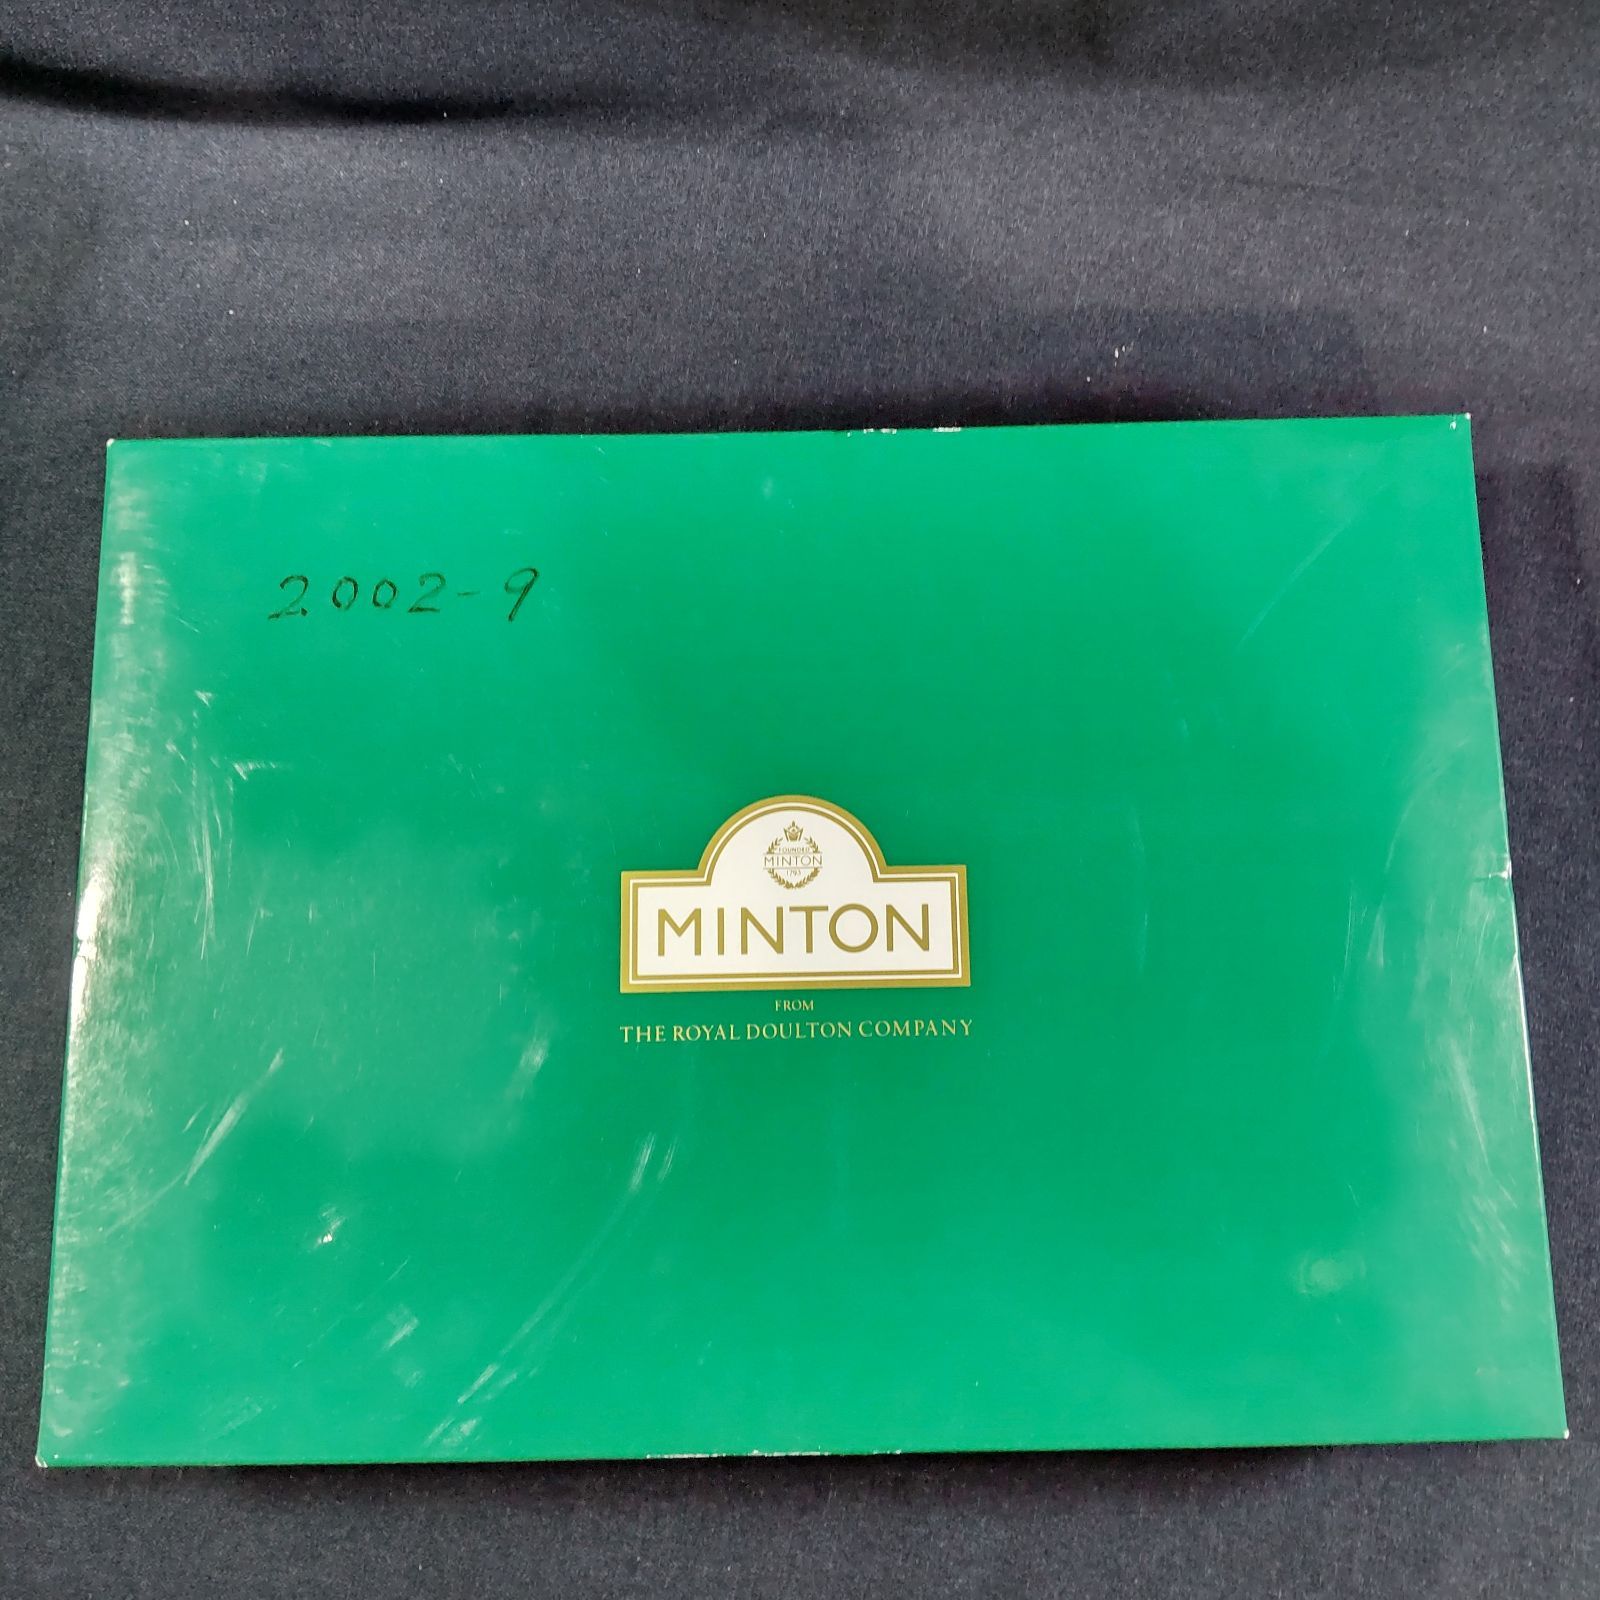 2002-9
FOUNDED
MINTON
1793
MINTON
FROM
THE ROYAL DOULTON COMPANY